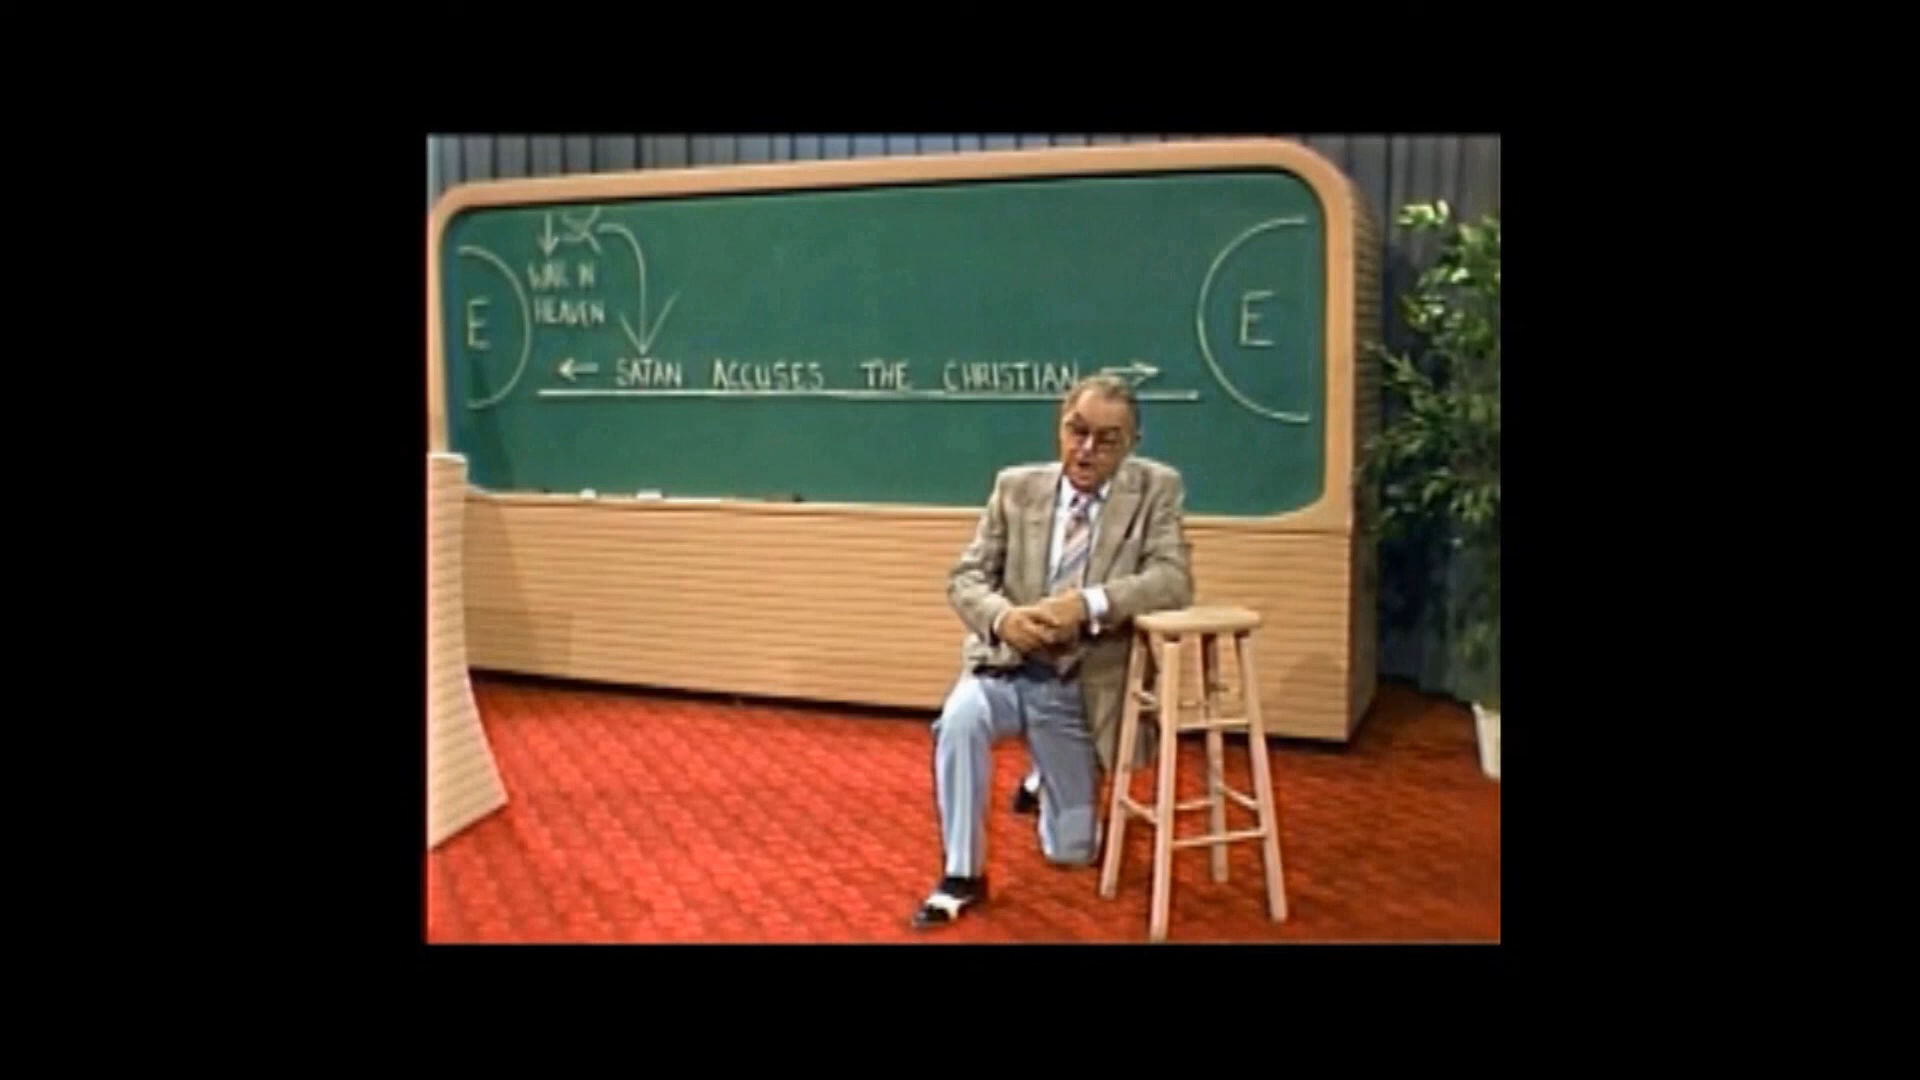 WAR IN
HEAVEN
E
E
← SATAN ACCUSES THE CHRISTIAN →